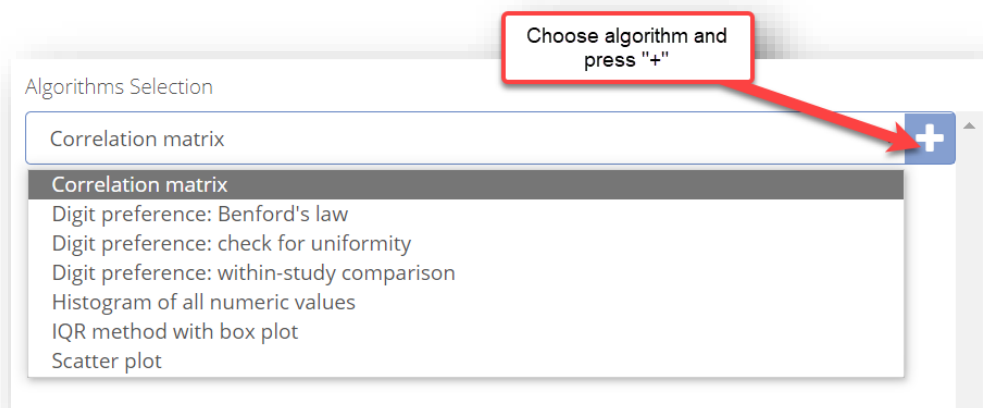 Choose algorithm and
press "+"
Algorithms Selection
Correlation matrix
Correlation matrix
Digit preference: Benford's law
Digit preference: check for uniformity
Digit preference: within-study comparison
Histogram of all numeric values
IQR method with box plot
Scatter plot